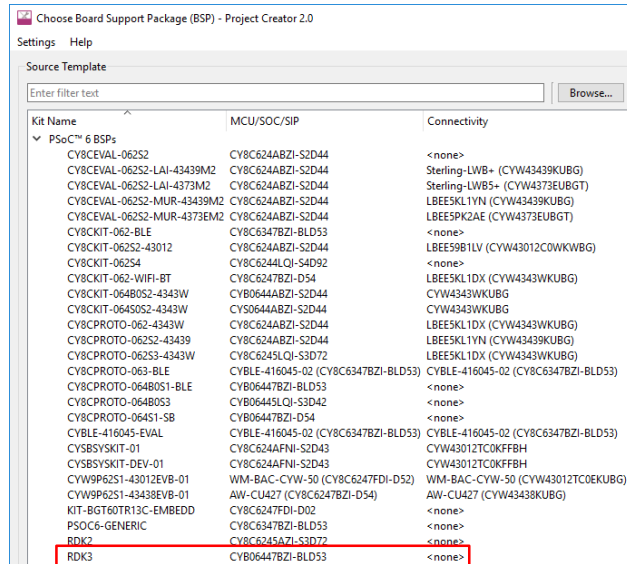 Choose Board Support Package (BSP) - Project Creator 2.0
Settings Help
Source Template
Enter filter text Browse...
Kit Name MCU/SOC/SIP Connectivity
PSoC™ 6 BSPs
CY8CEVAL-062S2 CY8C624ABZI-S2D44 <none>
CY8CEVAL-062S2-LAI-43439M2 CY8C624ABZI-S2D44 Sterling-LWB+ (CYW43439KUBG)
CY8CEVAL-062S2-LAI-4373M2 CY8C624ABZI-S2D44 Sterling-LWB5+ (CYW4373EUBGT)
CY8CEVAL-062S2-MUR-43439M2 CY8C624ABZI-S2D44 LBEE5KL1YN (CYW43439KUBG)
CY8CEVAL-062S2-MUR-4373EM2 CY8C624ABZI-S2D44 LBEE5PK2AE (CYW4373EUBGT)
CY8CKIT-062-BLE CY8C6347BZI-BLD53 <none>
CY8CKIT-062S2-43012 CY8C624ABZI-S2D44 LBEE59B1LV (CYW43012C0WKWBG)
CY8CKIT-062S4 CY8C6244LQI-S4D92 <none>
CY8CKIT-062-WIFI-BT CY8C6247BZI-D54 LBEE5KL1DX (CYW4343WKUBG)
CY8CKIT-064B0S2-4343W CYB0644ABZI-S2D44 CYW4343WKUBG
CY8CKIT-064S0S2-4343W CYS0644ABZI-S2D44 CYW4343WKUBG
CY8CPROTO-062-4343W CY8C624ABZI-S2D44 LBEE5KL1DX (CYW4343WKUBG)
CY8CPROTO-062S2-43439 CY8C624ABZI-S2D44 LBEE5KL1YN (CYW43439KUBG)
CY8CPROTO-062S3-4343W CY8C6245LQI-S3D72 LBEE5KL1DX (CYW4343WKUBG)
CY8CPROTO-063-BLE CYBLE-416045-02 (CY8C6347BZI-BLD53) CYBLE-416045-02 (CY8C6347BZI-BLD53)
CY8CPROTO-064B0S1-BLE CYB06447BZI-BLD53 <none>
CY8CPROTO-064B0S3 CYB06445LQI-S3D42 <none>
CY8CPROTO-064S1-SB CYB06447BZI-D54 <none>
CYBLE-416045-EVAL CYBLE-416045-02 (CY8C6347BZI-BLD53) CYBLE-416045-02 (CY8C6347BZI-BLD53)
CYSBSYSKIT-01 CY8C624AFNI-S2D43 CYW43012TC0KFFBH
CYSBSYSKIT-DEV-01 CY8C624AFNI-S2D43 CYW43012TC0KFFBH
CYW9P62S1-43012EVB-01 WM-BAC-CYW-50 (CY8C6247FDI-D52) WM-BAC-CYW-50 (CYW43012TC0EKUBG)
CYW9P62S1-43438EVB-01 AW-CU427 (CY8C6247BZI-D54) AW-CU427 (CYW43438KUBG)
KIT-BGT60TR13C-EMBEDD CY8C6247FDI-D02 <none>
PSOC6-GENERIC CY8C6347BZI-BLD53 <none>
RDK2 CY8C6245AZI-S3D72 <none>
RDK3 CYB06447BZI-BLD53 <none>